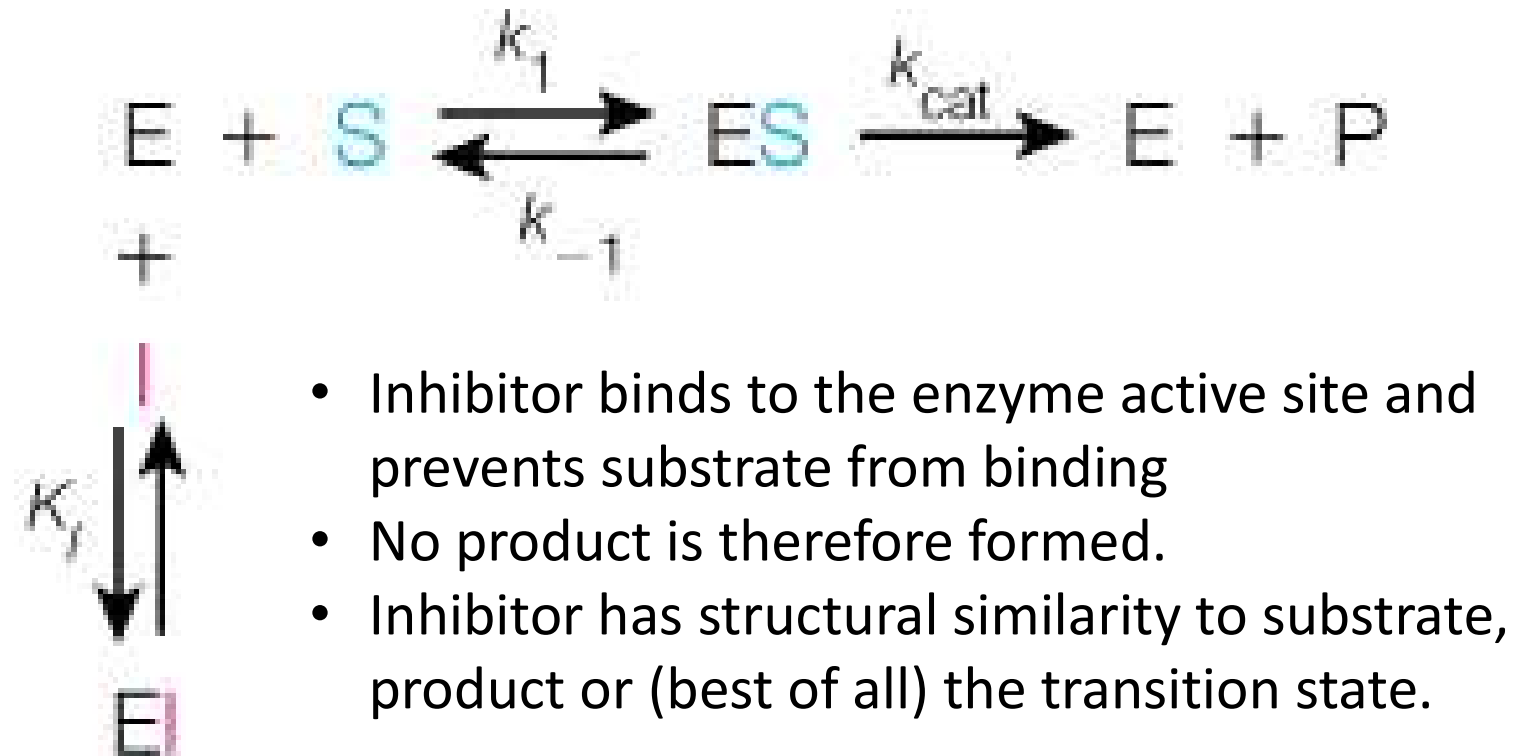 k1
kcat
E + S ES E + P
k−1
+
I
• Inhibitor binds to the enzyme active site and
prevents substrate from binding
Ki
• No product is therefore formed.
• Inhibitor has structural similarity to substrate,
product or (best of all) the transition state.
EI